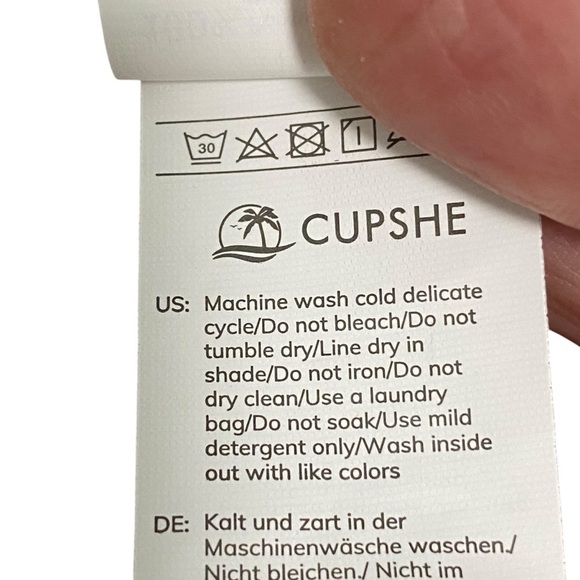 30
CUPSHE
US: Machine wash cold delicate
cycle/Do not bleach/Do not
tumble dry/Line dry in
shade/Do not iron/Do not
dry clean/Use a laundry
bag/Do not soak/Use mild
detergent only/Wash inside
out with like colors
DE: Kalt und zart in der
Maschinenwäsche waschen./
Nicht bleichen./ Nicht im